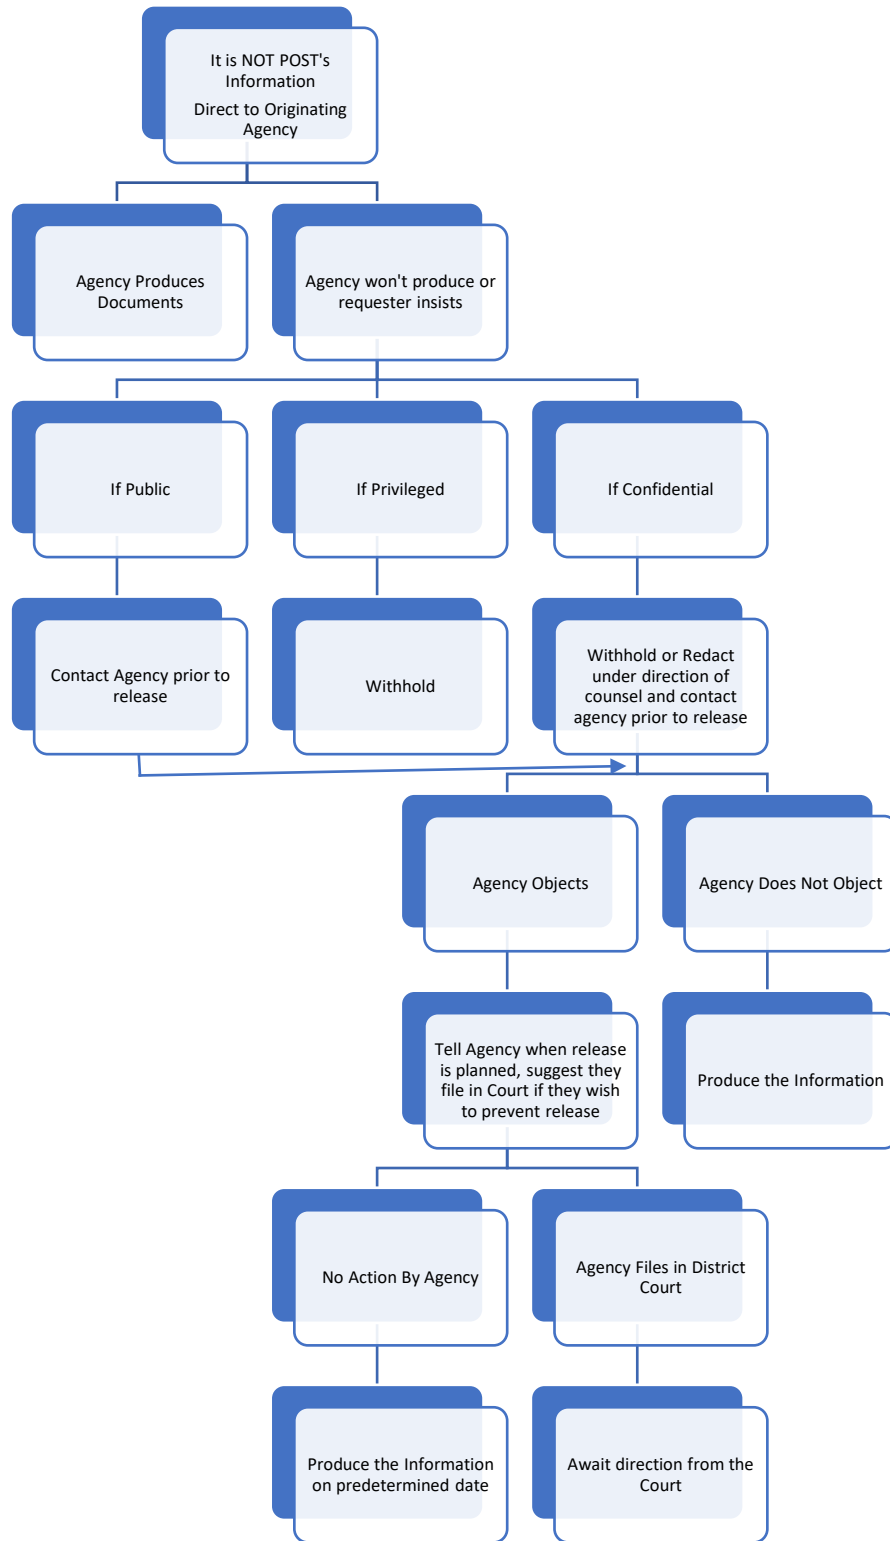 It is NOT POST's
Information
Direct to Originating
Agency
Agency Produces
Documents
Agency won't produce or
requester insists
If Public
If Privileged
If Confidential
Contact Agency prior to
release
Withhold
Withhold or Redact
under direction of
counsel and contact
agency prior to release
Agency Objects
Agency Does Not Object
Tell Agency when release
is planned, suggest they
file in Court if they wish
to prevent release
Produce the Information
No Action By Agency
Agency Files in District
Court
Produce the Information
on predetermined date
Await direction from the
Court